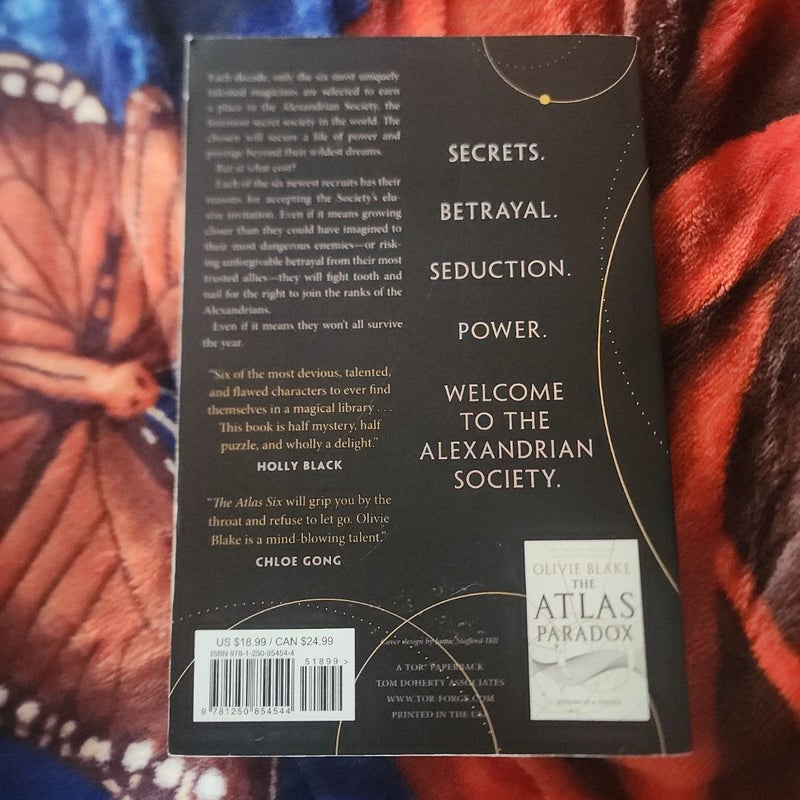 Each decade, only the six most uniquely
talented magicians are selected to earn
a place in the Alexandrian Society, the
foremost secret society in the world. The
chosen will secure a life of power and
prestige beyond their wildest dreams.
But at what cost?
Each of the six newest recruits has their
reasons for accepting the Society's elu-
sive invitation. Even if it means growing
closer than they could have imagined to
their most dangerous enemies—or risk-
ing unforgivable betrayal from their most
trusted allies—they will fight tooth and
nail for the right to join the ranks of the
Alexandrians.
Even if it means they won't all survive
the year.
"Six of the most devious, talented,
and flawed characters to ever find
themselves in a magical library . . .
This book is half mystery, half
puzzle, and wholly a delight."
HOLLY BLACK
"The Atlas Six will grip you by the
throat and refuse to let go. Olivie
Blake is a mind-blowing talent."
CHLOE GONG
SECRETS.
BETRAYAL.
SEDUCTION.
POWER.
WELCOME
TO THE
ALEXANDRIAN
SOCIETY.
US $18.99 / CAN $24.99
ISBN 978-1-250-85454-4
51899>
9 781250 854544
Cover design by Jamie Stafford-Hill
A TOR® PAPERBACK
TOM DOHERTY ASSOCIATES
WWW.TOR-FORGE.COM
PRINTED IN THE USA
OLIVIE BLAKE
THE
ATLAS
PARADOX